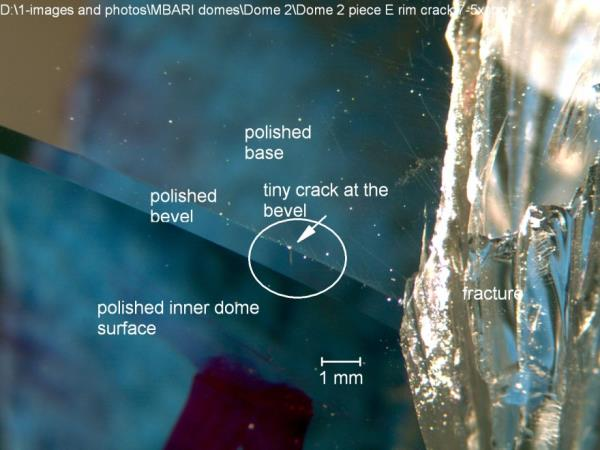 D:\1-images and photos\MBARI domes\Dome 2\Dome 2 piece E rim crack
polished
base
tiny crack at the
bevel
polished
bevel
fracture
polished inner dome
surface
1 mm